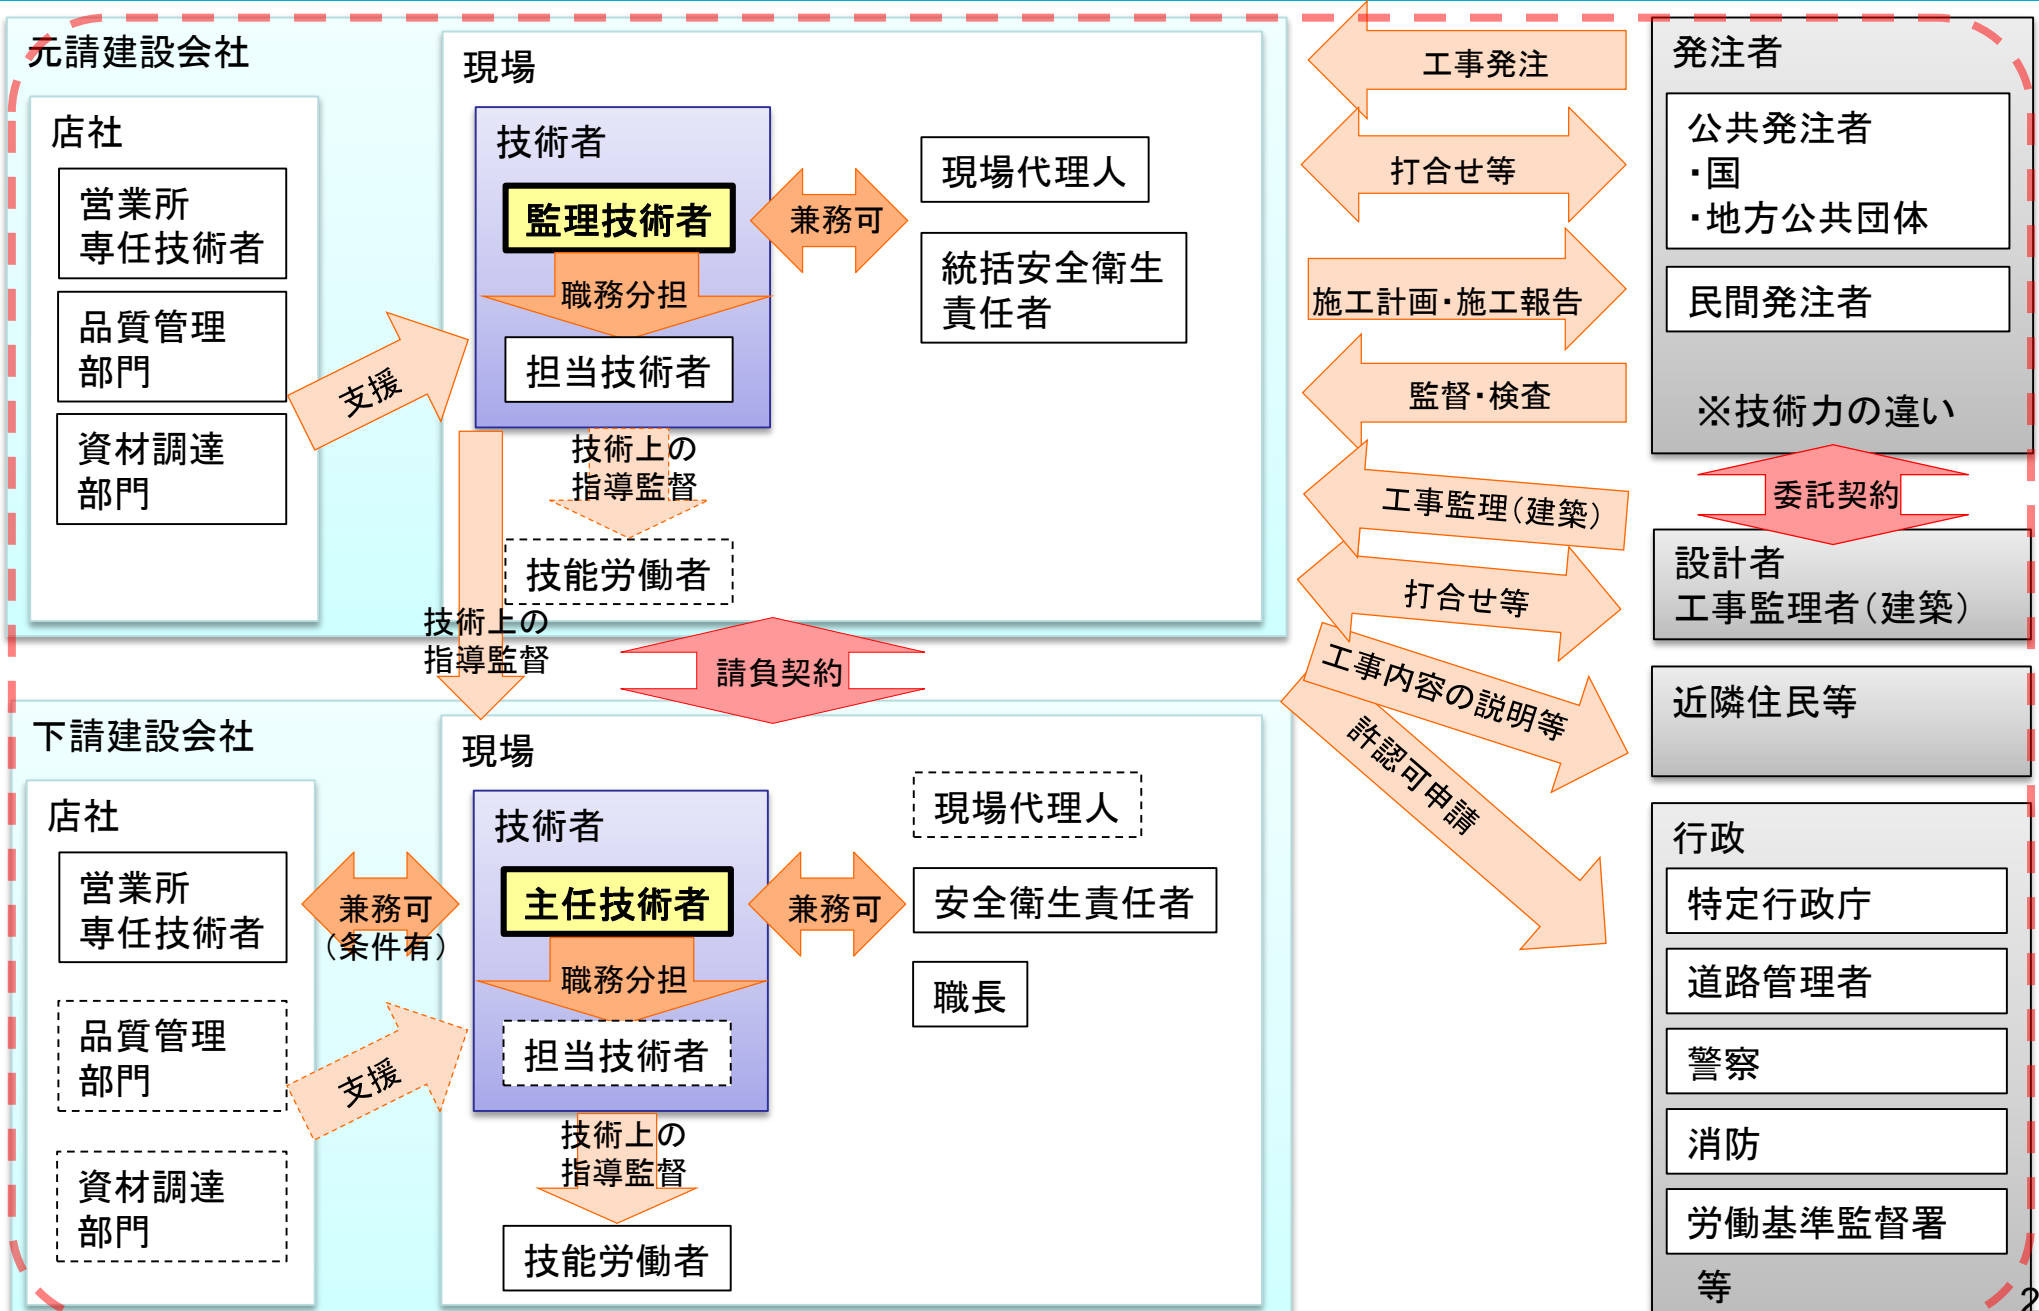 元請建設会社
店社
営業所
専任技術者
品質管理
部門
資材調達
部門
支援
現場
技術者
監理技術者
職務分担
担当技術者
兼務可
現場代理人
統括安全衛生
責任者
技術上の
指導監督
技能労働者
技術上の
指導監督
請負契約
下請建設会社
店社
営業所
専任技術者
品質管理
部門
資材調達
部門
兼務可
（条件有）
支援
現場
技術者
主任技術者
職務分担
担当技術者
兼務可
現場代理人
安全衛生責任者
職長
技術上の
指導監督
技能労働者
工事発注
打合せ等
施工計画・施工報告
監督・検査
工事監理（建築）
打合せ等
工事内容の説明等
許認可申請
発注者
公共発注者
・国
・地方公共団体
民間発注者
※技術力の違い
委託契約
設計者
工事監理者（建築）
近隣住民等
行政
特定行政庁
道路管理者
警察
消防
労働基準監督署
等
2